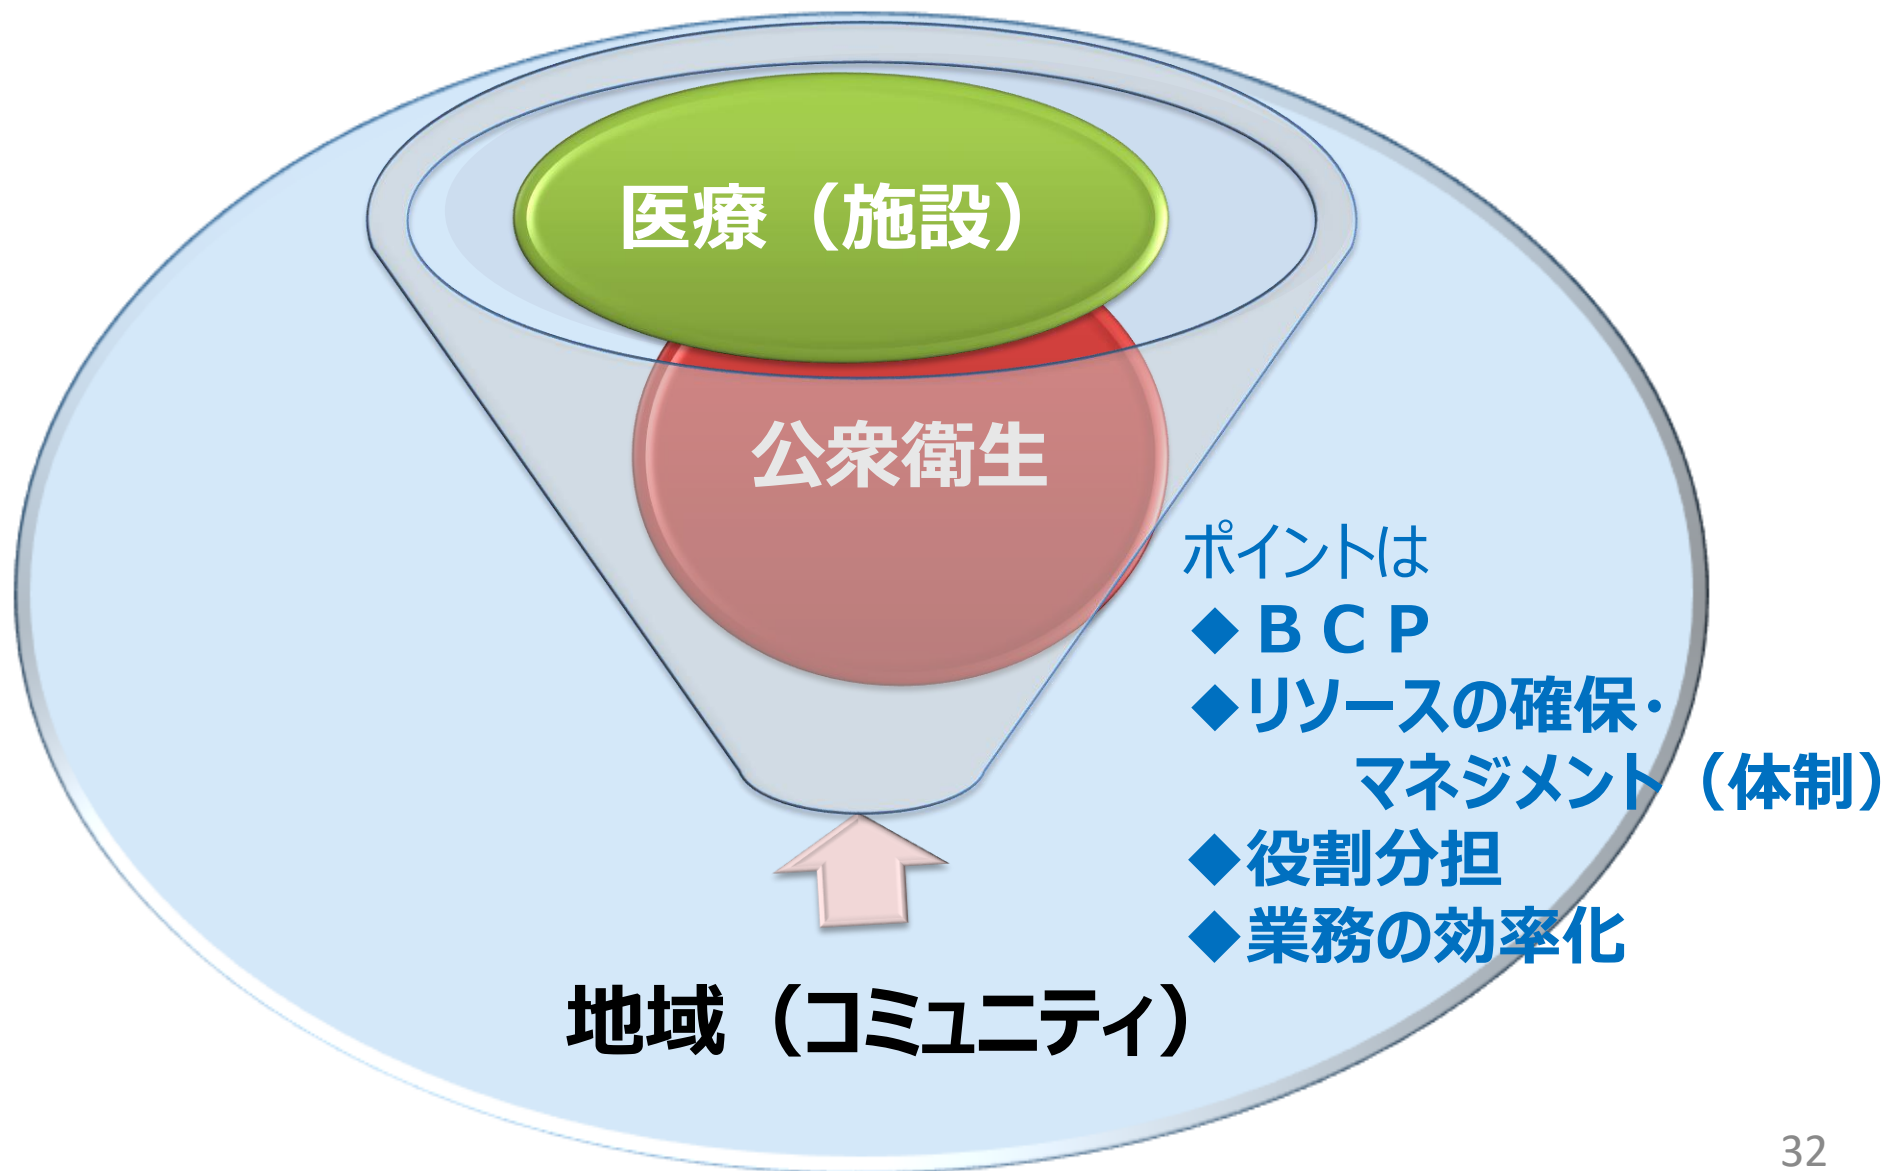 医療（施設）
公衆衛生
ポイントは
◆ＢＣＰ
◆リソースの確保・
マネジメント（体制）
◆役割分担
◆業務の効率化
地域（コミュニティ）
32